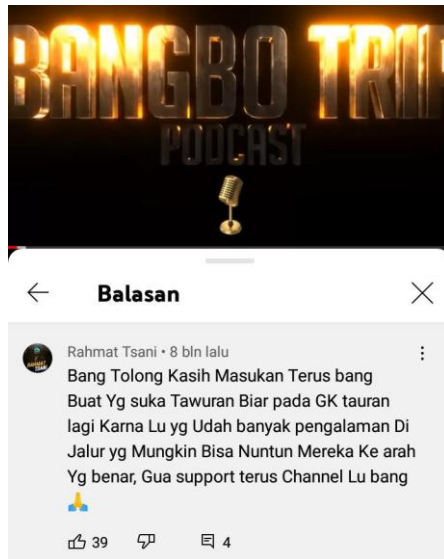 BANGBO TRIP
PODCAST
Balasan
Rahmat Tsani • 8 bln lalu
Bang Tolong Kasih Masukan Terus bang
Buat Yg suka Tawuran Biar pada GK tauran
lagi Karna Lu yg Udah banyak pengalaman Di
Jalur yg Mungkin Bisa Nuntun Mereka Ke arah
Yg benar, Gua support terus Channel Lu bang
🙏
39 4